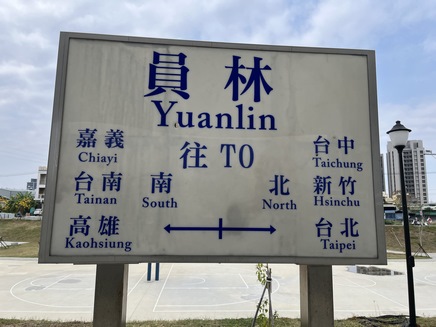 員林
Yuanlin
往 TO
嘉義
Chiayi
台南
Tainan
高雄
Kaohsiung
南
South
北
North
台中
Taichung
新竹
Hsinchu
台北
Taipei